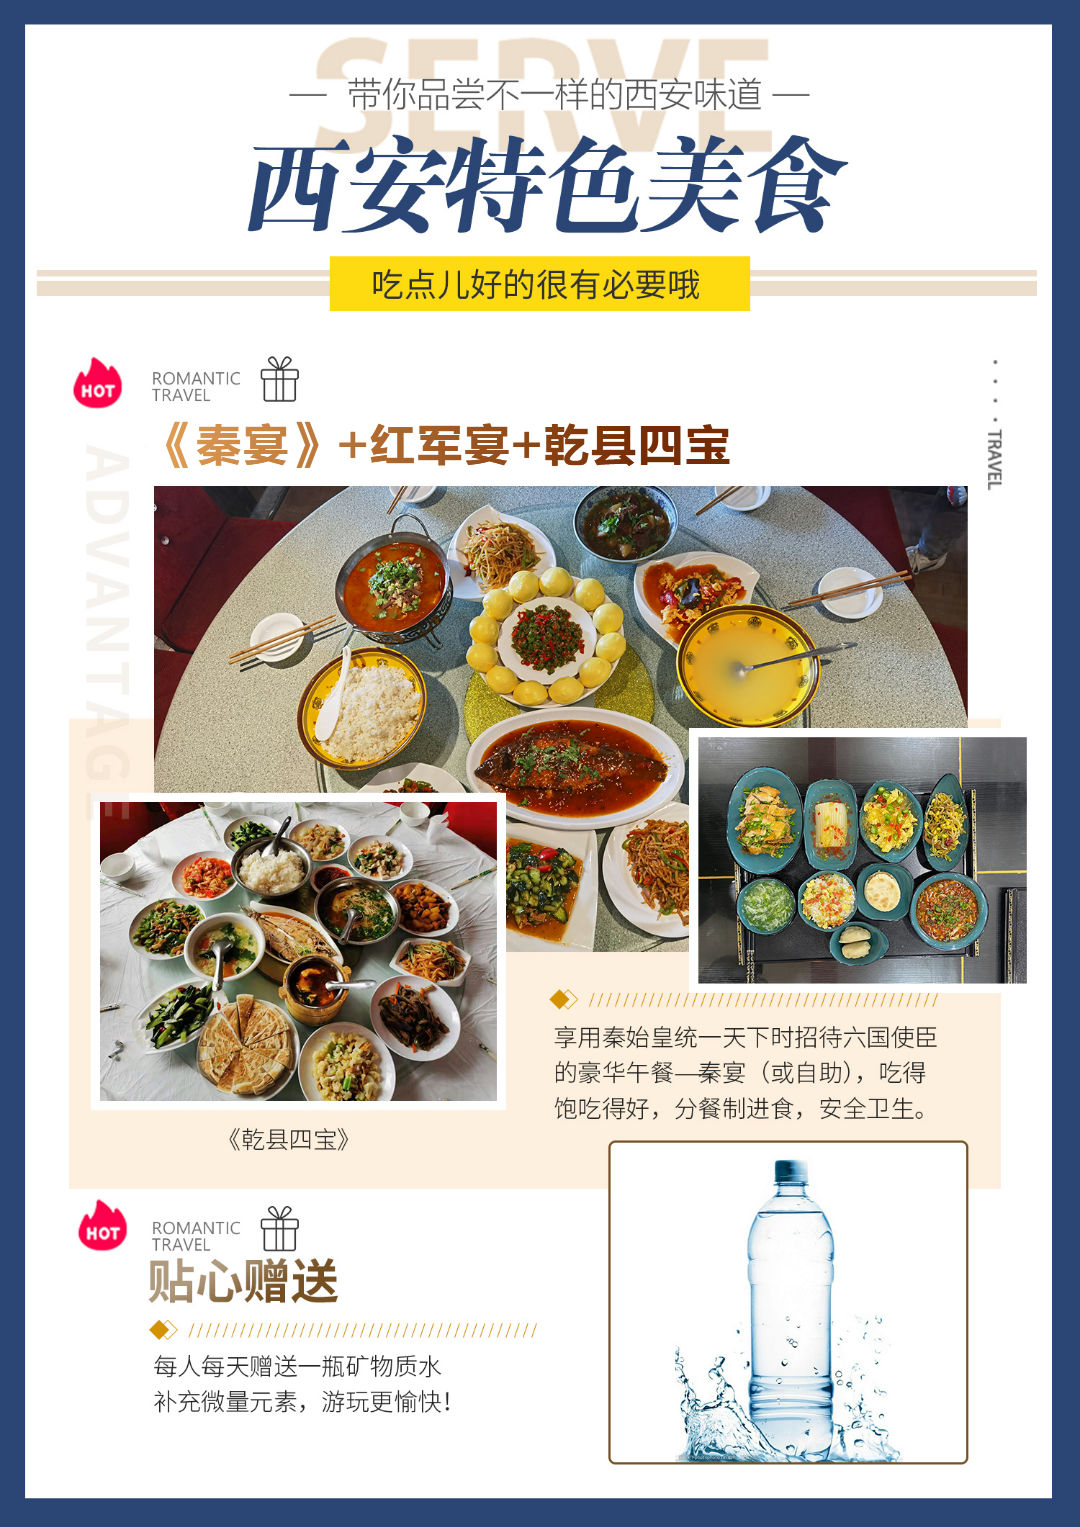 SERVE
— 带你品尝不一样的西安味道 —
西安特色美食
吃点儿好的很有必要哦
HOT
ROMANTIC
TRAVEL
《秦宴》+红军宴+乾县四宝
TRAVEL
ADVANTAGE
享用秦始皇统一天下时招待六国使臣
的豪华午餐—秦宴（或自助），吃得
饱吃得好，分餐制进食，安全卫生。
《乾县四宝》
HOT
ROMANTIC
TRAVEL
贴心赠送
每人每天赠送一瓶矿物质水
补充微量元素，游玩更愉快！